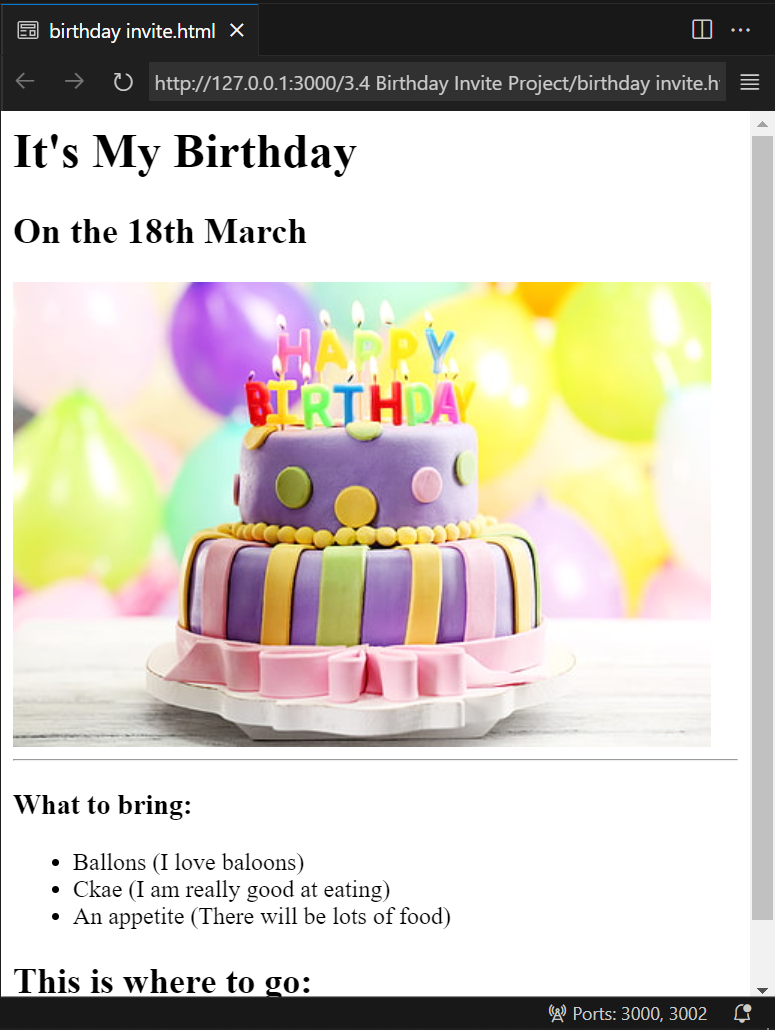 birthday invite.html
http://127.0.0.1:3000/3.4 Birthday Invite Project/birthday invite.h
It's My Birthday
On the 18th March
HAPPY
BIRTHDAY
What to bring:
Ballons (I love baloons)
Ckae (I am really good at eating)
An appetite (There will be lots of food)
This is where to go:
Ports: 3000, 3002